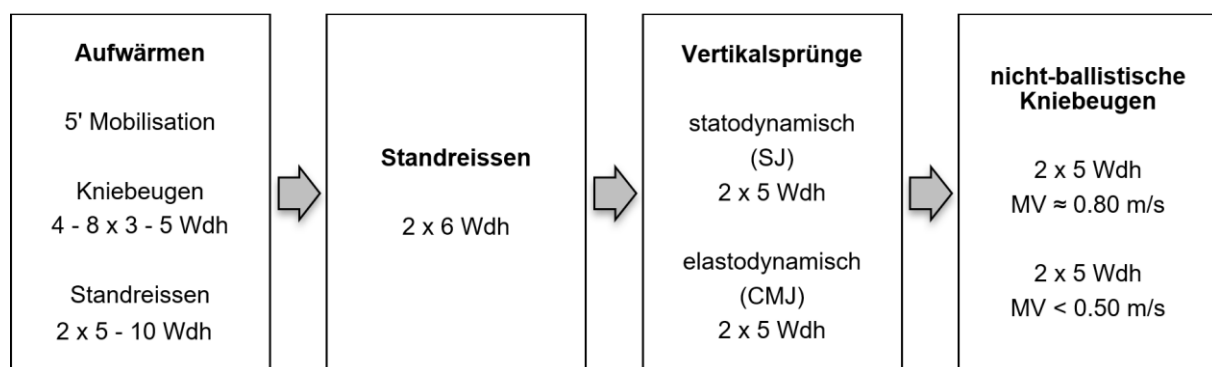 Aufwärmen
5' Mobilisation
Kniebeugen
4 - 8 x 3 - 5 Wdh
Standreissen
2 x 5 - 10 Wdh
Standreissen
2 x 6 Wdh
Vertikalsprünge
statodynamisch
(SJ)
2 x 5 Wdh
elastodynamisch
(CMJ)
2 x 5 Wdh
nicht-ballistische
Kniebeugen
2 x 5 Wdh
MV ≈ 0.80 m/s
2 x 5 Wdh
MV < 0.50 m/s